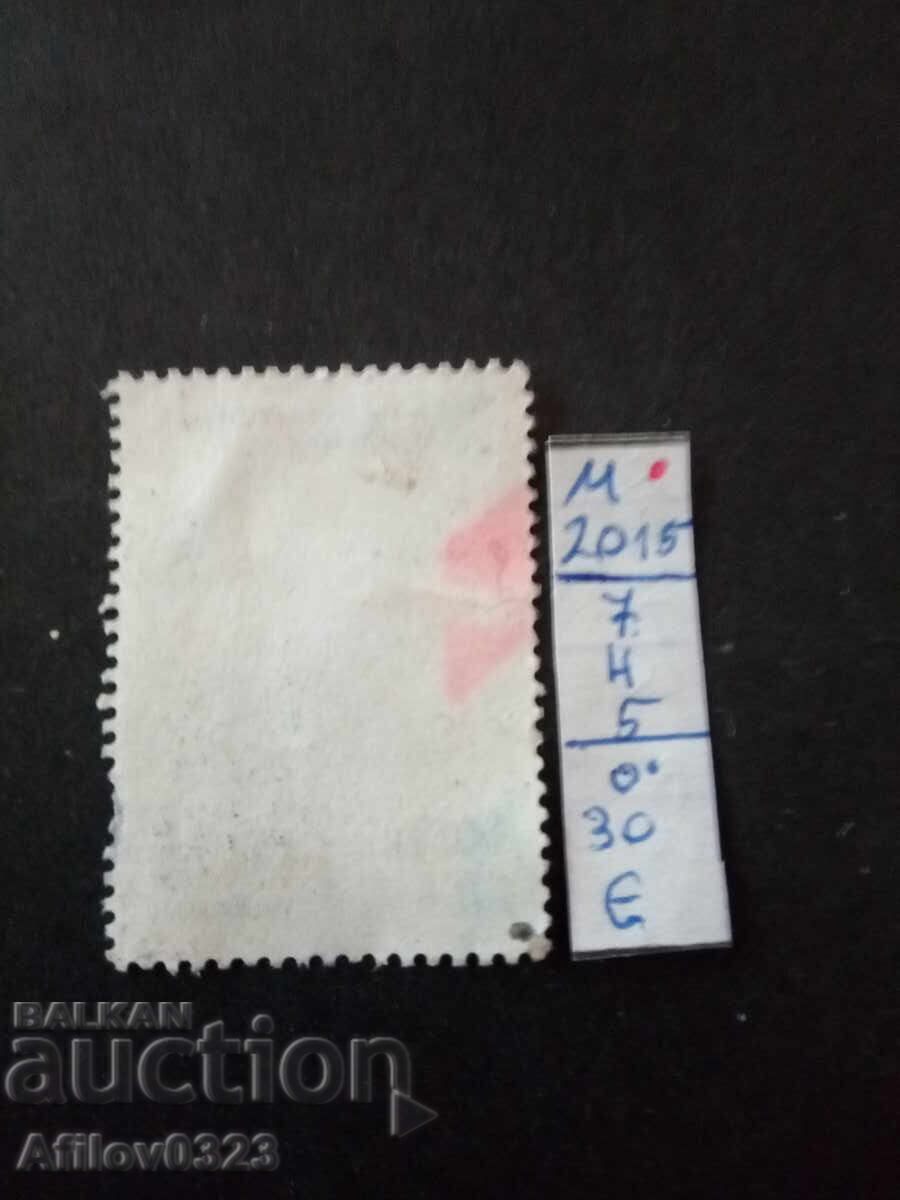 М.
2015
7
4
5
0.
30
€
BALKAN
auction
Afilov0323